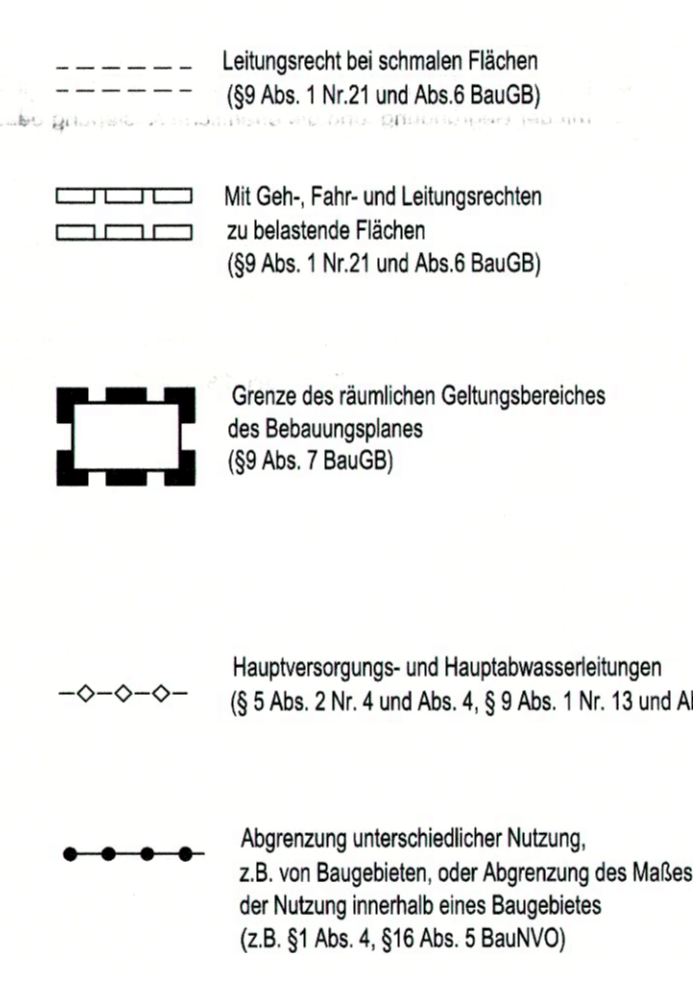 Leitungsrecht bei schmalen Flächen
(§9 Abs. 1 Nr.21 und Abs.6 BauGB)
Mit Geh-, Fahr- und Leitungsrechten
zu belastende Flächen
(§9 Abs. 1 Nr.21 und Abs.6 BauGB)
Grenze des räumlichen Geltungsbereiches
des Bebauungsplanes
(§9 Abs. 7 BauGB)
Hauptversorgungs- und Hauptabwasserleitungen
(§ 5 Abs. 2 Nr. 4 und Abs. 4, § 9 Abs. 1 Nr. 13 und
Abgrenzung unterschiedlicher Nutzung,
z.B. von Baugebieten, oder Abgrenzung des Maßes
der Nutzung innerhalb eines Baugebietes
(z.B. §1 Abs. 4, §16 Abs. 5 BauNVO)